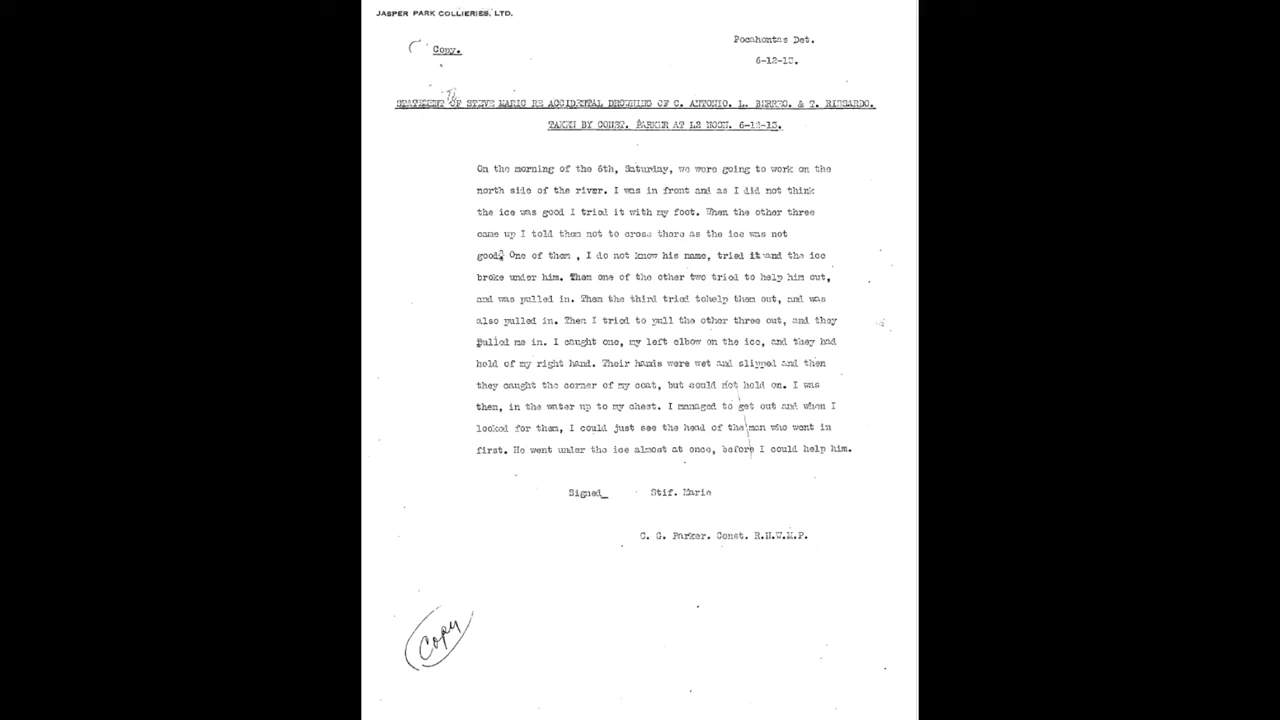 JASPER PARK COLLIERIES, LTD.
Pocahontas Det.
Copy.
6-12-13.
STATEMENT OF STEVE MARIC RE ACCIDENTAL DROWNING OF C. ANTONIO. L. BERREO. & T. RISSARDO.
TAKEN BY CONST. PARKER AT 12 NOON. 6-12-13.
On the morning of the 6th, Saturday, we were going to work on the
north side of the river. I was in front and as I did not think
the ice was good I tried it with my foot. When the other three
came up I told them not to cross there as the ice was not
good. One of them , I do not know his name, tried it and the ice
broke under him. Then one of the other two tried to help him out,
and was pulled in. Then the third tried tohelp them out, and was
also pulled in. Then I tried to pull the other three out, and they
pulled me in. I caught one, my left elbow on the ice, and they had
hold of my right hand. Their hands were wet and slipped and then
they caught the corner of my coat, but could not hold on. I was
then, in the water up to my chest. I managed to get out and when I
looked for them, I could just see the head of the man who went in
first. He went under the ice almost at once, before I could help him.
Signed_ Stif. Maric
C. G. Parker. Const. R.N.W.M.P.
Copy